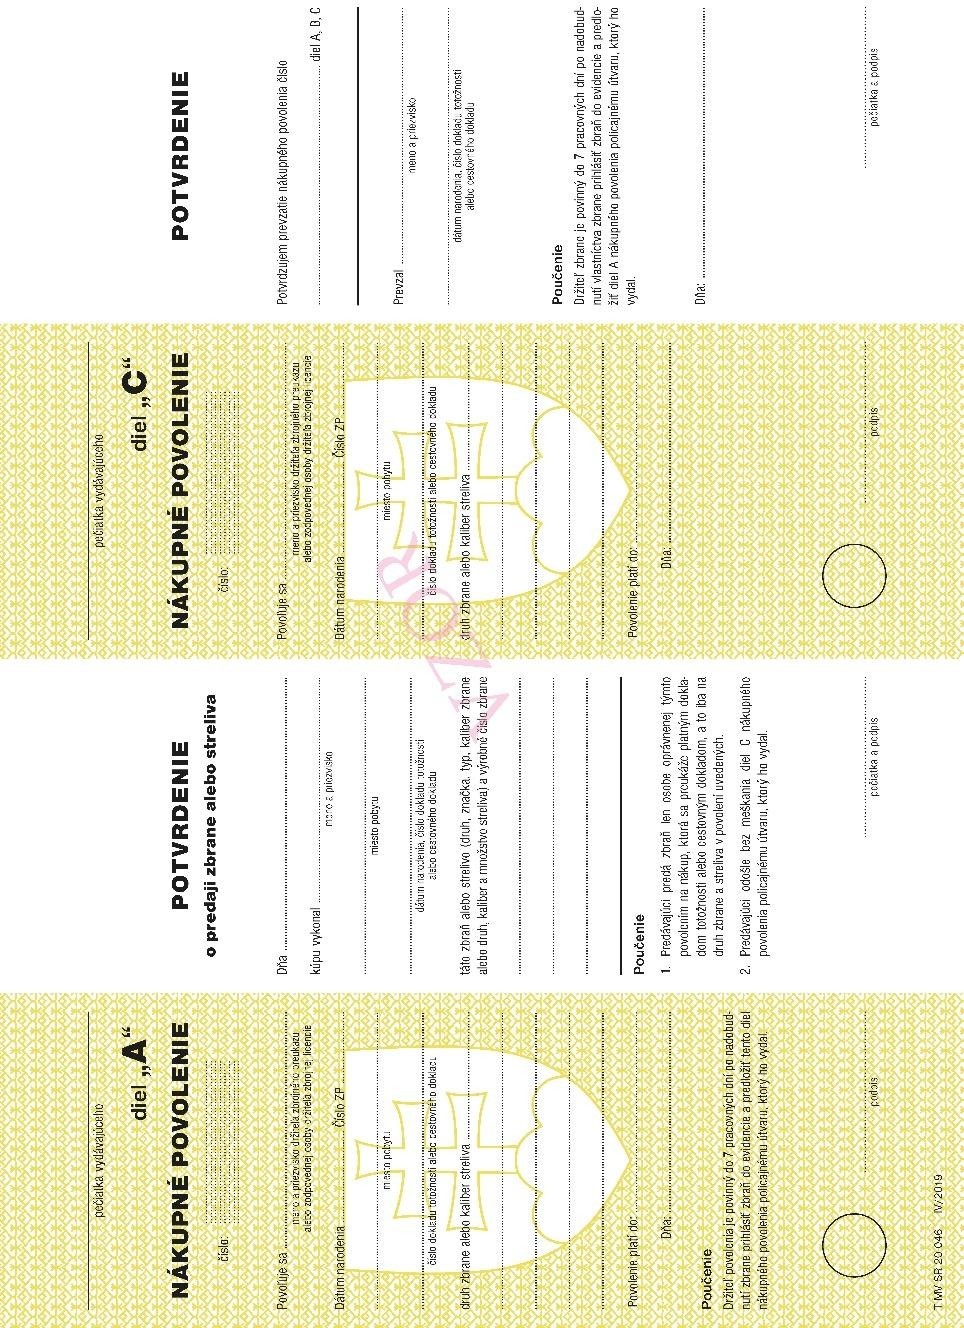 pečiatka vydávajúceho
diel „A“
NÁKUPNÉ POVOLENIE
číslo:
Povoľuje sa
meno a priezvisko držiteľa zbrojného preukazu
alebo zodpovednej osoby držiteľa zbrojnej licencie
Dátum narodenia Číslo ZP
miesto pobytu
číslo dokladu totožnosti alebo cestovného dokladu
druh zbrane alebo kaliber streliva
Povolenie platí do:
Dňa:
Poučenie
Držiteľ povolenia je povinný do 7 pracovných dní po nadobud-
nutí zbrane prihlásiť zbraň do evidencie a predložiť tento diel
nákupného povolenia policajnému útvaru, ktorý ho vydal.
podpis
T MV SR 20 046 IV/2019
POTVRDENIE
o predaji zbrane alebo streliva
Dňa
kúpu vykonal
meno a priezvisko
miesto pobytu
dátum narodenia, číslo dokladu totožnosti
alebo cestovného dokladu
táto zbraň alebo strelivo (druh, značka, typ, kaliber zbrane
alebo druh, kaliber a množstvo streliva) a výrobné číslo zbrane
Poučenie
1. Predávajúci predá zbraň len osobe oprávnenej týmto
povolením na nákup, ktorá sa preukáže platným dokla-
dom totožnosti alebo cestovným dokladom, a to iba na
druh zbrane a streliva v povolení uvedených.
2. Predávajúci odošle bez meškania diel C nákupného
povolenia policajnému útvaru, ktorý ho vydal.
pečiatka a podpis
pečiatka vydávajúceho
diel „C“
NÁKUPNÉ POVOLENIE
číslo:
Povoľuje sa
meno a priezvisko držiteľa zbrojného preukazu
alebo zodpovednej osoby držiteľa zbrojnej licencie
Dátum narodenia Číslo ZP
miesto pobytu
číslo dokladu totožnosti alebo cestovného dokladu
druh zbrane alebo kaliber streliva
Povolenie platí do:
Dňa:
podpis
POTVRDENIE
Potvrdzujem prevzatie nákupného povolenia číslo
diel A, B, C
Prevzal
meno a priezvisko
dátum narodenia, číslo dokladu totožnosti
alebo cestovného dokladu
Poučenie
Držiteľ zbrane je povinný do 7 pracovných dní po nadobud-
nutí vlastníctva zbrane prihlásiť zbraň do evidencie a predlo-
žiť diel A nákupného povolenia policajnému útvaru, ktorý ho
vydal.
Dňa:
pečiatka a podpis
VZOR